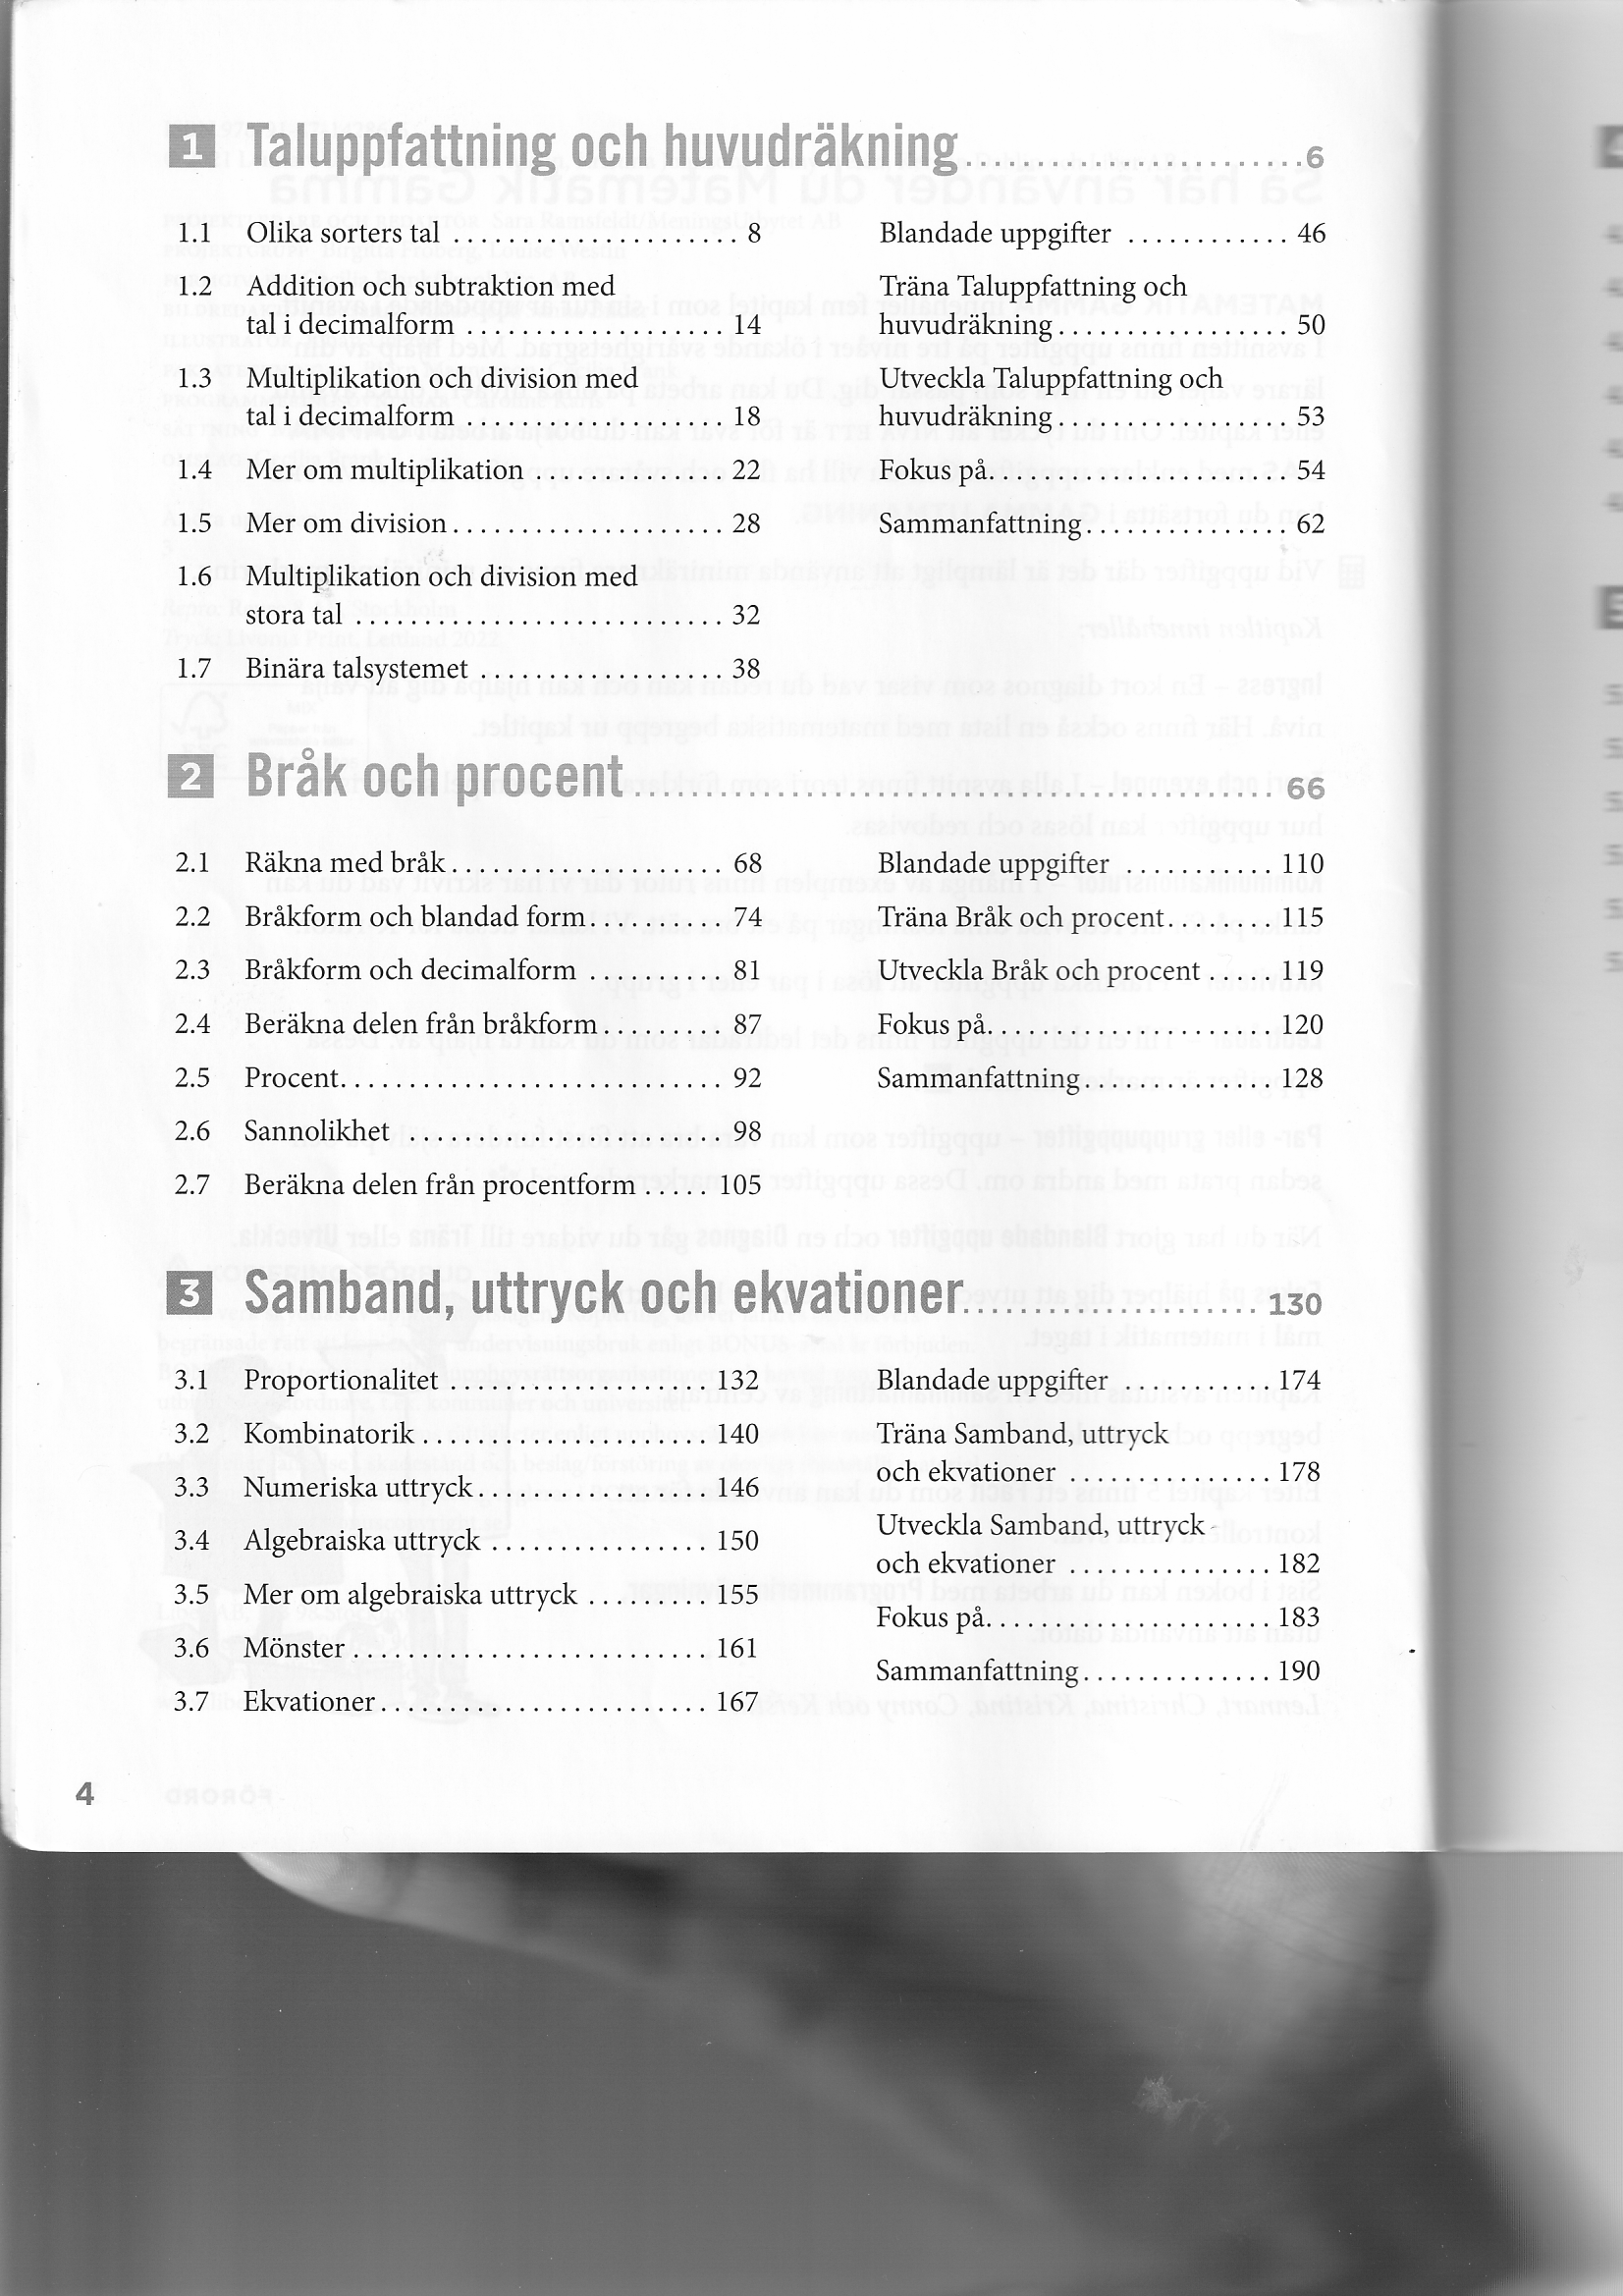 1 Taluppfattning och huvudräkning........................6
1.1 Olika sorters tal ..................... 8
1.2 Addition och subtraktion med
tal i decimalform ................... 14
1.3 Multiplikation och division med
tal i decimalform ................... 18
1.4 Mer om multiplikation .............. 22
1.5 Mer om division.................... 28
1.6 Multiplikation och division med
stora tal ........................... 32
1.7 Binära talsystemet .................. 38
Blandade uppgifter ............ 46
Träna Taluppfattning och
huvudräkning................. 50
Utveckla Taluppfattning och
huvudräkning................. 53
Fokus på...................... 54
Sammanfattning............... 62
2 Bråk och procent............................................. 66
2.1 Räkna med bråk.................... 68
2.2 Bråkform och blandad form.......... 74
2.3 Bråkform och decimalform .......... 81
2.4 Beräkna delen från bråkform......... 87
2.5 Procent............................ 92
2.6 Sannolikhet ....................... 98
2.7 Beräkna delen från procentform ..... 105
Blandade uppgifter ........... 110
Träna Bråk och procent........ 115
Utveckla Bråk och procent ..... 119
Fokus på..................... 120
Sammanfattning.............. 128
3 Samband, uttryck och ekvationer.................... 130
3.1 Proportionalitet ................... 132
3.2 Kombinatorik ..................... 140
3.3 Numeriska uttryck................. 146
3.4 Algebraiska uttryck ................ 150
3.5 Mer om algebraiska uttryck ......... 155
3.6 Mönster .......................... 161
3.7 Ekvationer........................ 167
Blandade uppgifter ........... 174
Träna Samband, uttryck
och ekvationer ............... 178
Utveckla Samband, uttryck
och ekvationer ............... 182
Fokus på..................... 183
Sammanfattning.............. 190
4